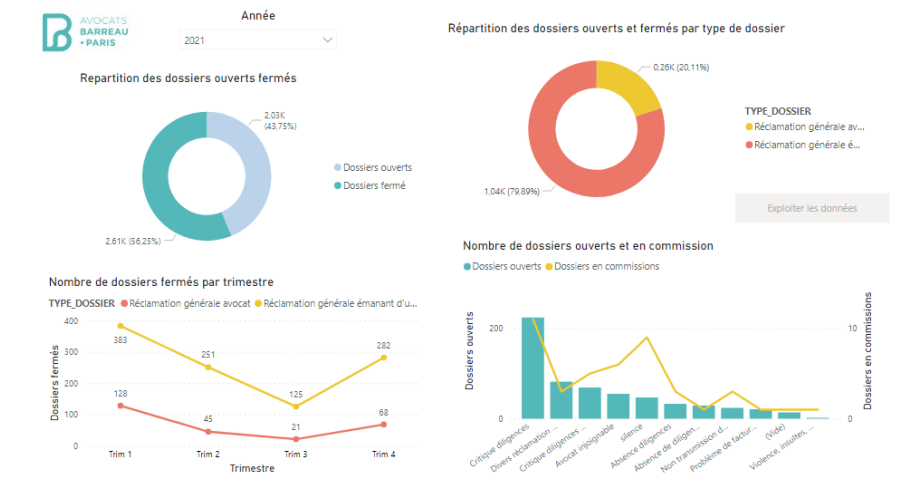 AVOCATS
BARREAU
•PARIS
Année
2021
Repartition des dossiers ouverts fermés
2,03K
(43,75%)
2,61K (56,25%)
Dossiers ouverts
Dossiers fermé
Répartition des dossiers ouverts et fermés par type de dossier
0,26K (20,11%)
1,04K (79,89%)
TYPE_DOSSIER
Réclamation générale av...
Réclamation générale é...
Exploiter les données
Nombre de dossiers fermés par trimestre
TYPE_DOSSIER Réclamation générale avocat Réclamation générale émanant d'u...
Dossiers fermés
400
300
200
100
0
383
251
125
282
128
45
21
68
Trim 1 Trim 2 Trim 3 Trim 4
Trimestre
Nombre de dossiers ouverts et en commission
Dossiers ouverts Dossiers en commissions
Dossiers ouverts
200
0
10
0
Dossiers en commissions
Critique diligences
Divers réclamation ...
Critique diligences ...
Avocat injoignable
silence
Absence diligences
Absence de diligen...
Non transmission d...
Problème de factur...
(Vide)
Violence, insultes, ...